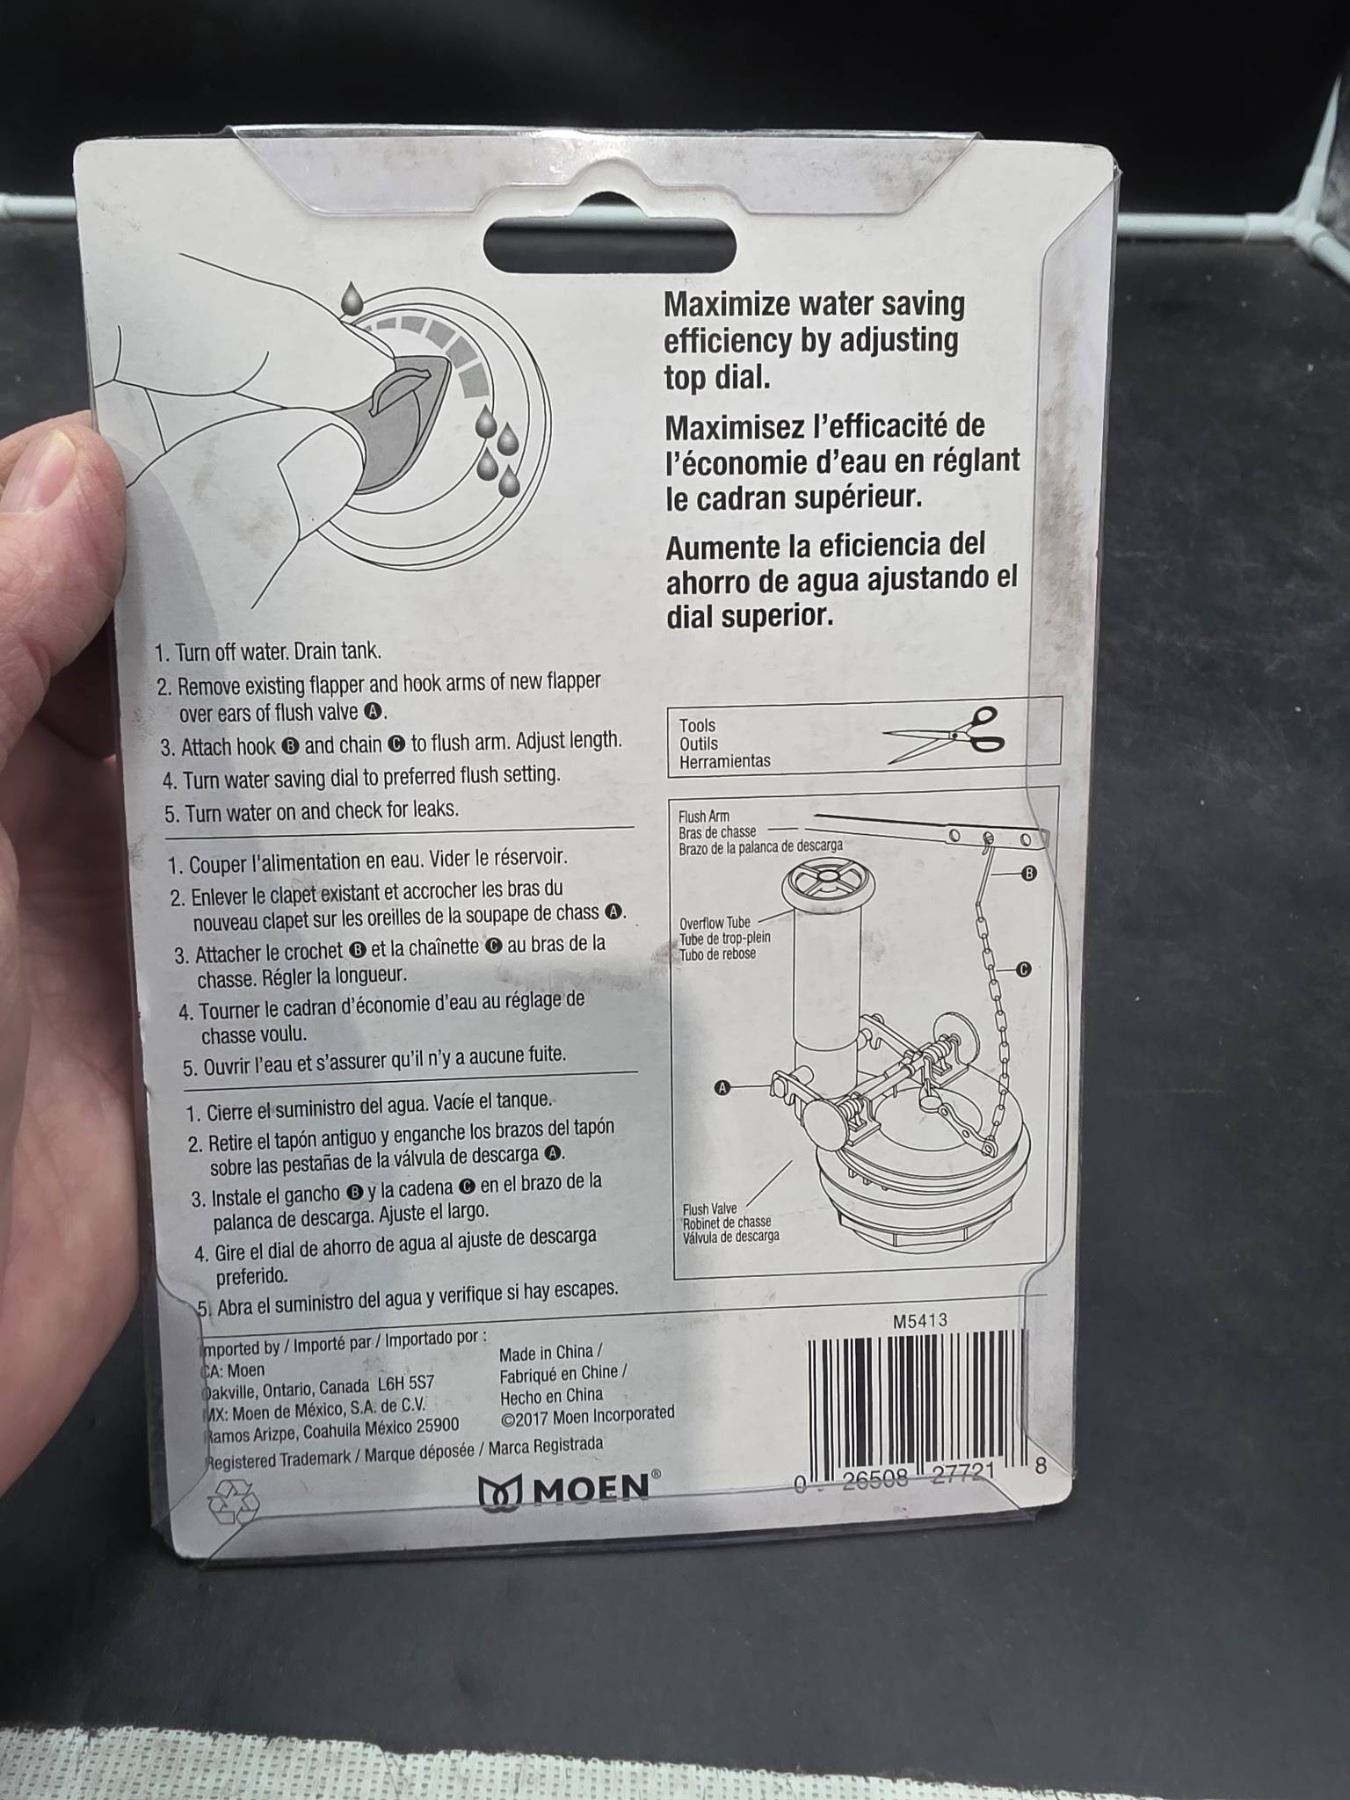 Maximize water saving
efficiency by adjusting
top dial.
Maximisez l'efficacité de
l'économie d'eau en réglant
le cadran supérieur.
Aumente la eficiencia del
ahorro de agua ajustando el
dial superior.
1. Turn off water. Drain tank.
2. Remove existing flapper and hook arms of new flapper
over ears of flush valve A.
3. Attach hook B and chain C to flush arm. Adjust length.
4. Turn water saving dial to preferred flush setting.
5. Turn water on and check for leaks.
1. Couper l'alimentation en eau. Vider le réservoir.
2. Enlever le clapet existant et accrocher les bras du
nouveau clapet sur les oreilles de la soupape de chass A.
3. Attacher le crochet B et la chaînette C au bras de la
chasse. Régler la longueur.
4. Tourner le cadran d'économie d'eau au réglage de
chasse voulu.
5. Ouvrir l'eau et s'assurer qu'il n'y a aucune fuite.
1. Cierre el suministro del agua. Vacíe el tanque.
2. Retire el tapón antiguo y enganche los brazos del tapón
sobre las pestañas de la válvula de descarga A.
3. Instale el gancho B y la cadena C en el brazo de la
palanca de descarga. Ajuste el largo.
4. Gire el dial de ahorro de agua al ajuste de descarga
preferido.
5. Abra el suministro del agua y verifique si hay escapes.
Tools
Outils
Herramientas
Flush Arm
Bras de chasse
Brazo de la palanca de descarga
B
Overflow Tube
Tube de trop-plein
Tubo de rebose
C
A
Flush Valve
Robinet de chasse
Válvula de descarga
Imported by / Importé par / Importado por :
CA: Moen
Oakville, Ontario, Canada L6H 5S7
MX: Moen de México, S.A. de C.V.
Ramos Arizpe, Coahuila México 25900
Registered Trademark / Marque déposée / Marca Registrada
Made in China /
Fabriqué en Chine /
Hecho en China
©2017 Moen Incorporated
MOEN®
M5413
0 26508 27721 8